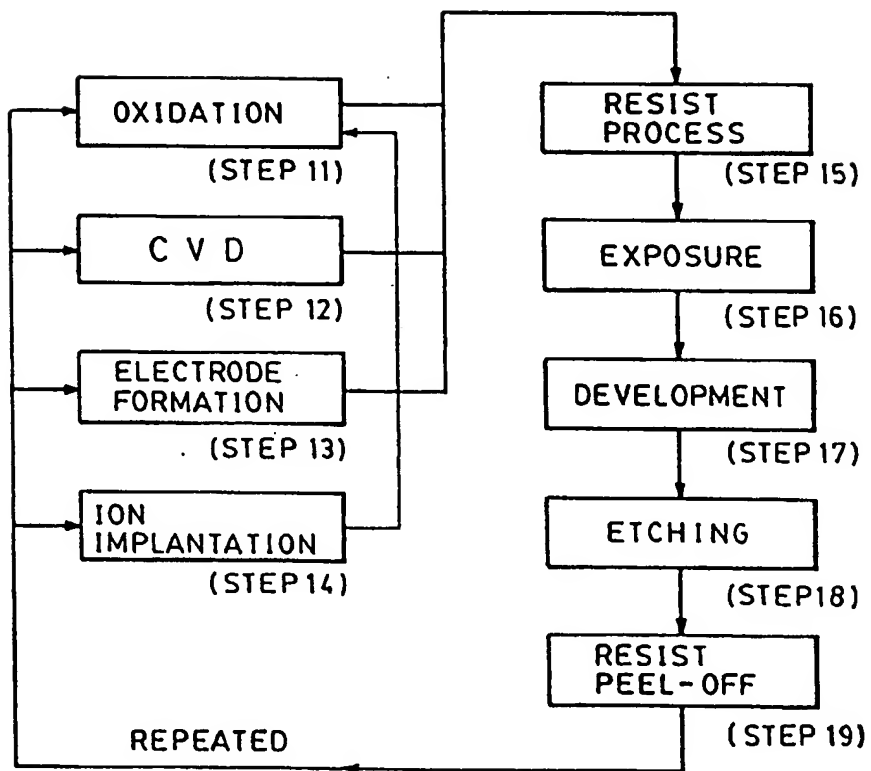 OXIDATION
(STEP 11)
C V D
(STEP 12)
ELECTRODE
FORMATION
(STEP 13)
ION
IMPLANTATION
(STEP 14)
REPEATED
RESIST
PROCESS
(STEP 15)
EXPOSURE
(STEP 16)
DEVELOPMENT
(STEP 17)
ETCHING
(STEP18)
RESIST
PEEL-OFF
(STEP 19)